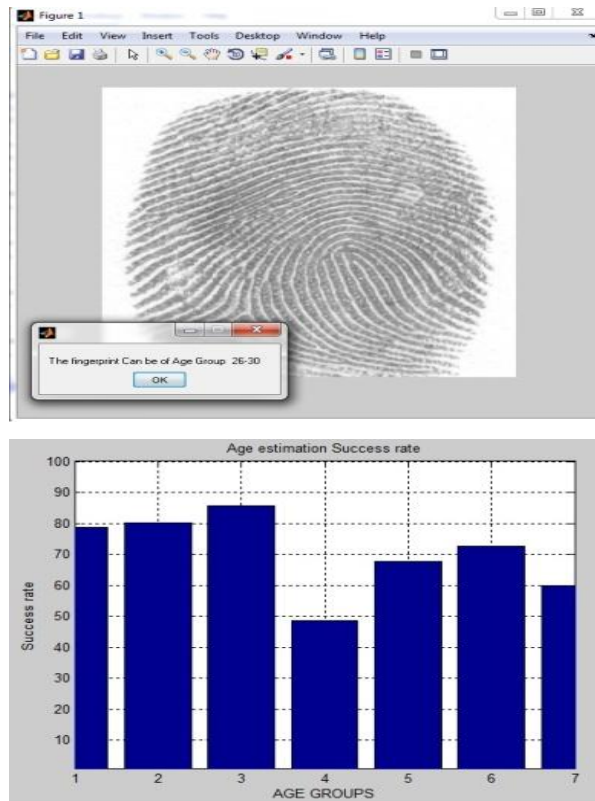 Figure 1
File Edit View Insert Tools Desktop Window Help
The fingerprint Can be of Age Group 26-30
OK
Age estimation Success rate
100
90
80
70
60
50
40
30
20
10
Success rate
1 2 3 4 5 6 7
AGE GROUPS